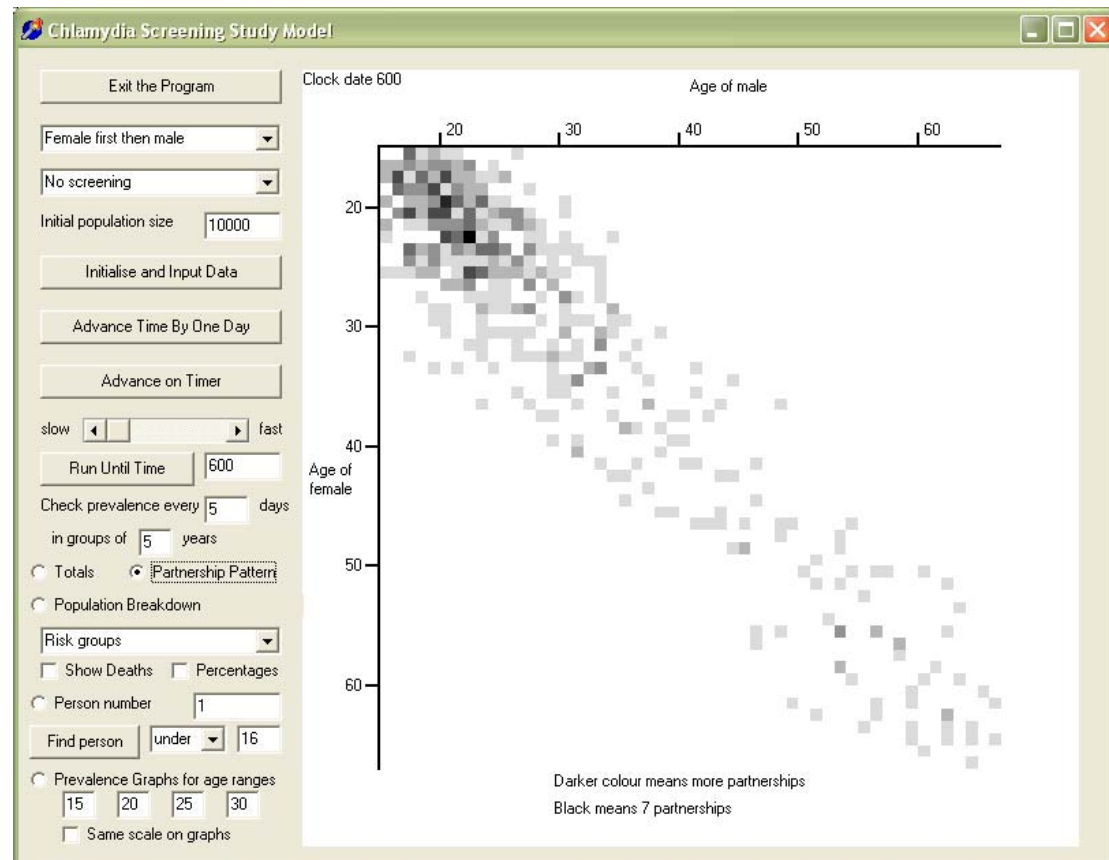 Chlamydia Screening Study Model
Exit the Program
Female first then male
No screening
Initial population size 10000
Initialise and Input Data
Advance Time By One Day
Advance on Timer
slow fast
Run Until Time 600
Check prevalence every 5 days
in groups of 5 years
Totals Partnership Pattern
Population Breakdown
Risk groups
Show Deaths Percentages
Person number 1
Find person under 16
Prevalence Graphs for age ranges
15 20 25 30
Same scale on graphs
Clock date 600
Age of male
20 30 40 50 60
20
30
40
Age of
female
50
60
Darker colour means more partnerships
Black means 7 partnerships